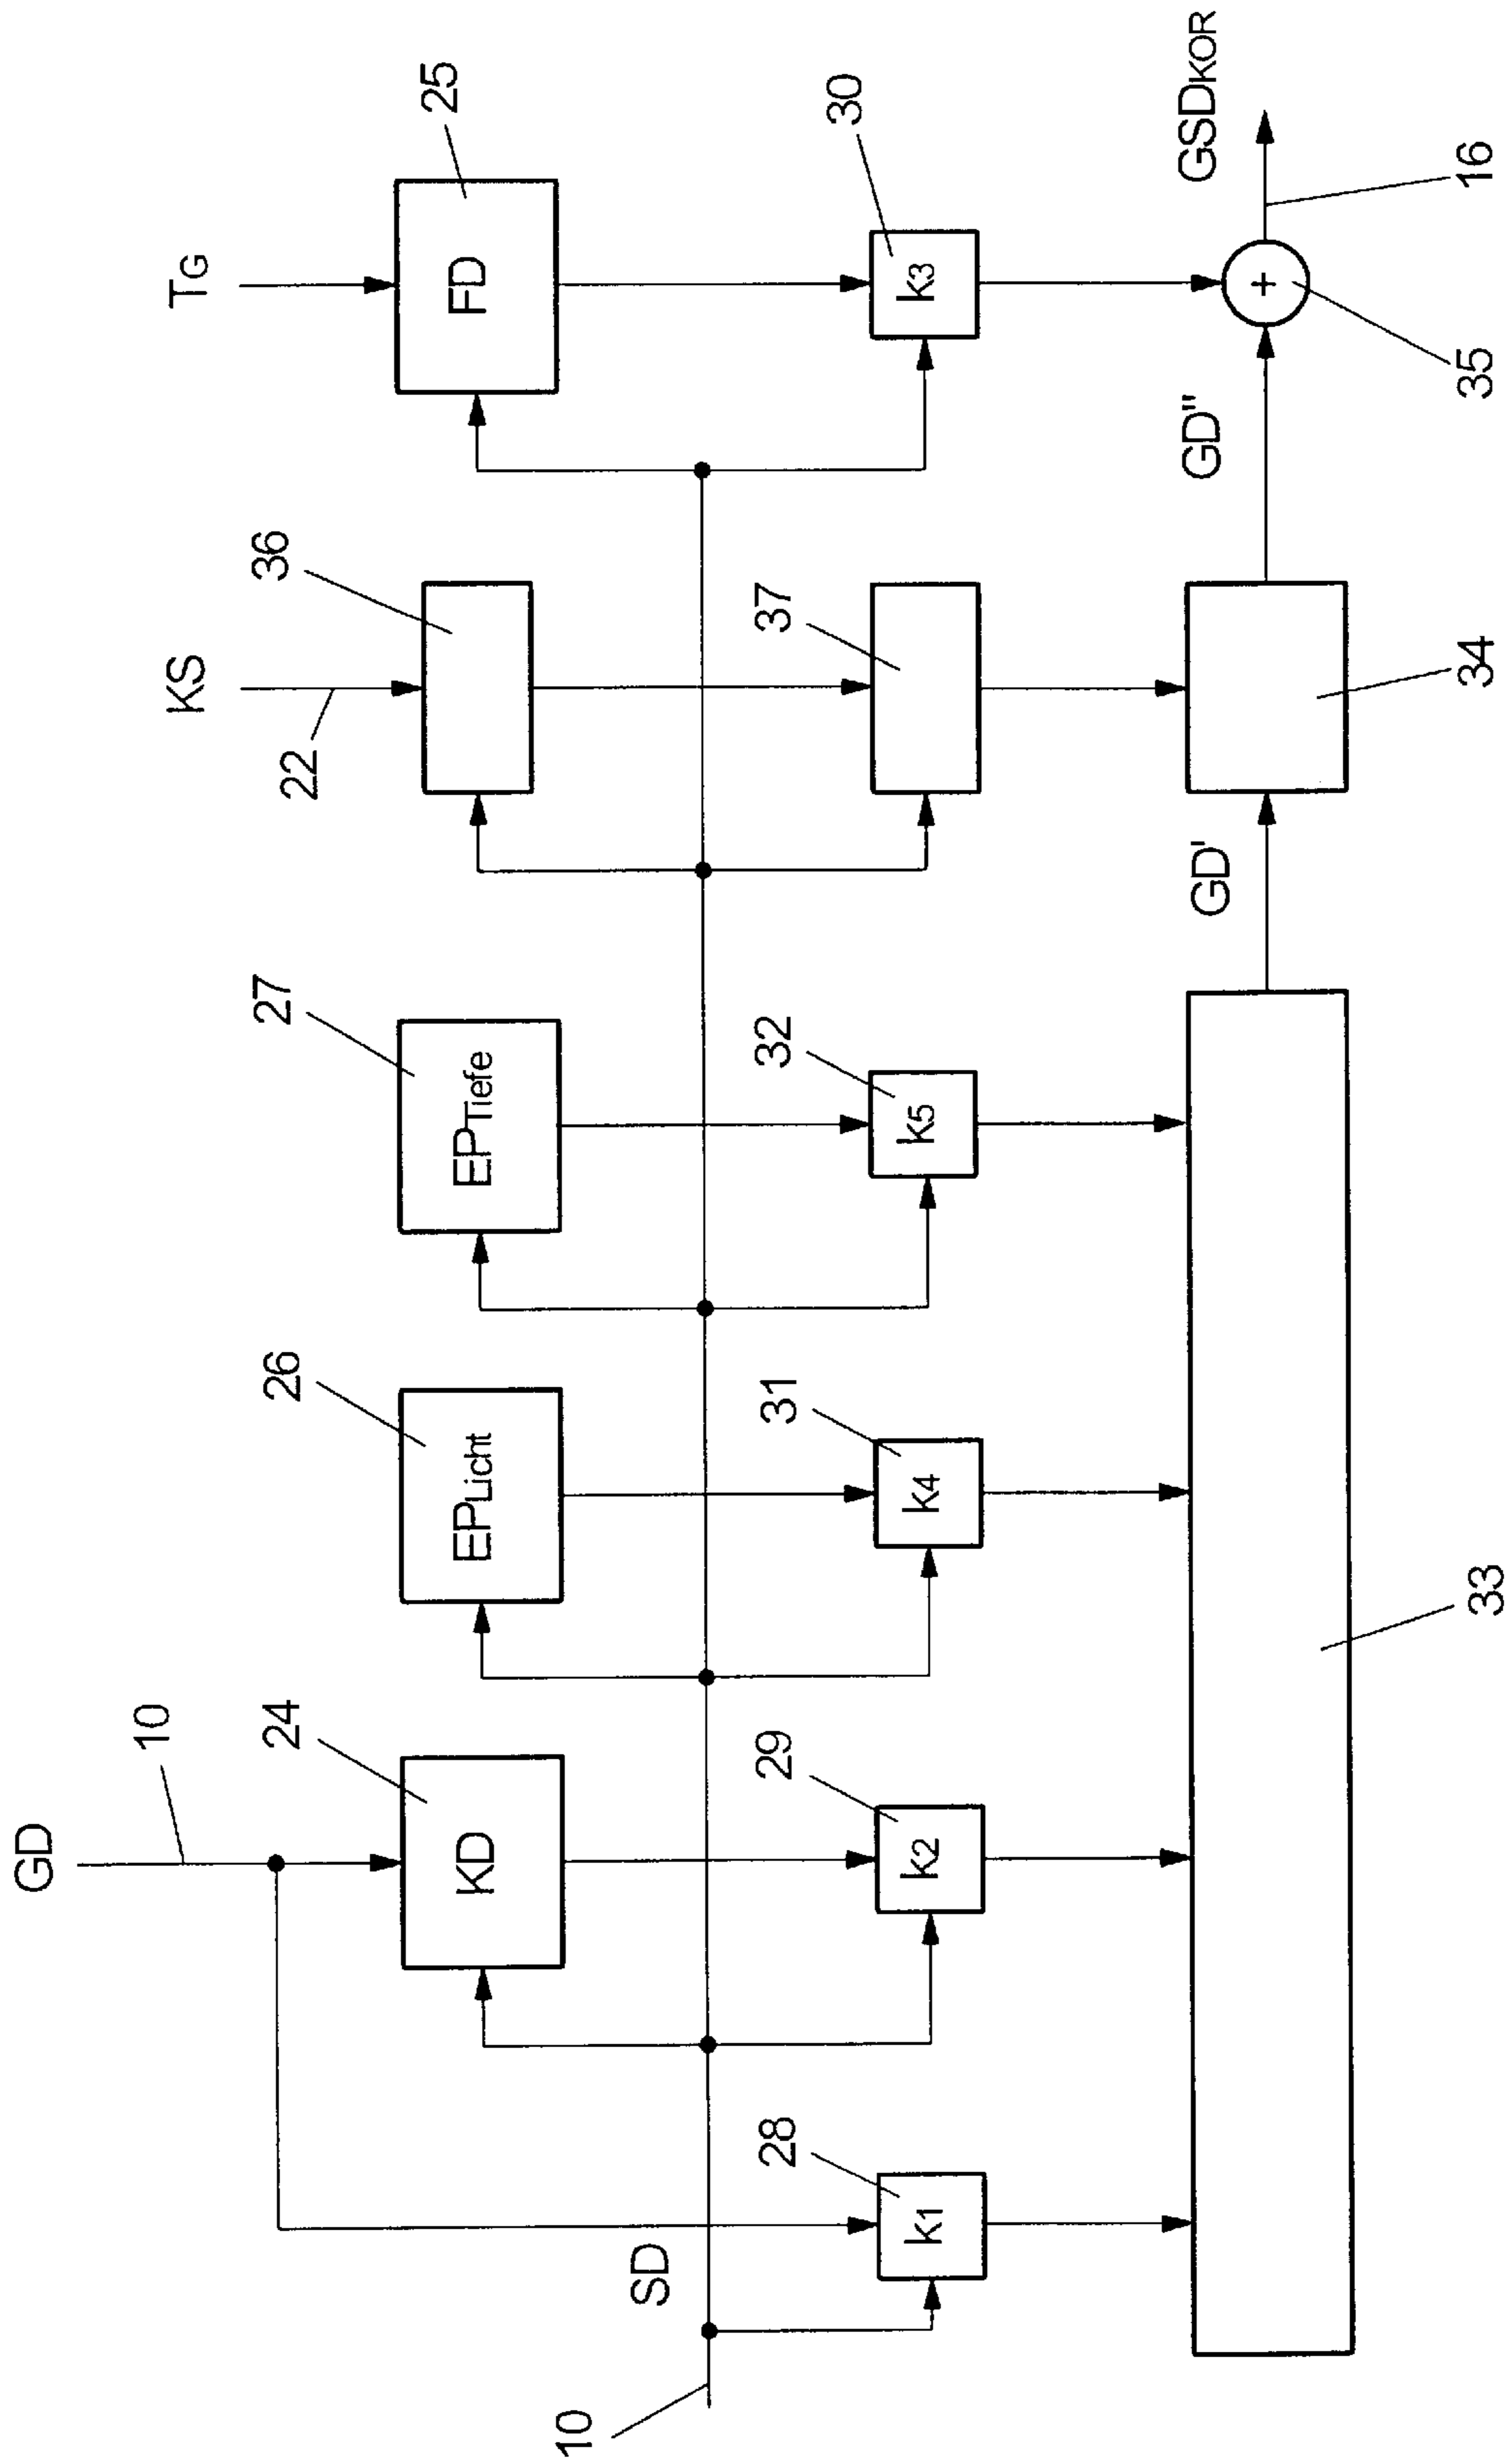 GD
10
KS
TG
24
26
27
22
36
25
KD
EPLicht
EPTiefe
FD
SD
10
28
29
31
32
37
30
k1
k2
k4
k5
k3
GD'
GD"
GSDKOR
+
16
33
34
35